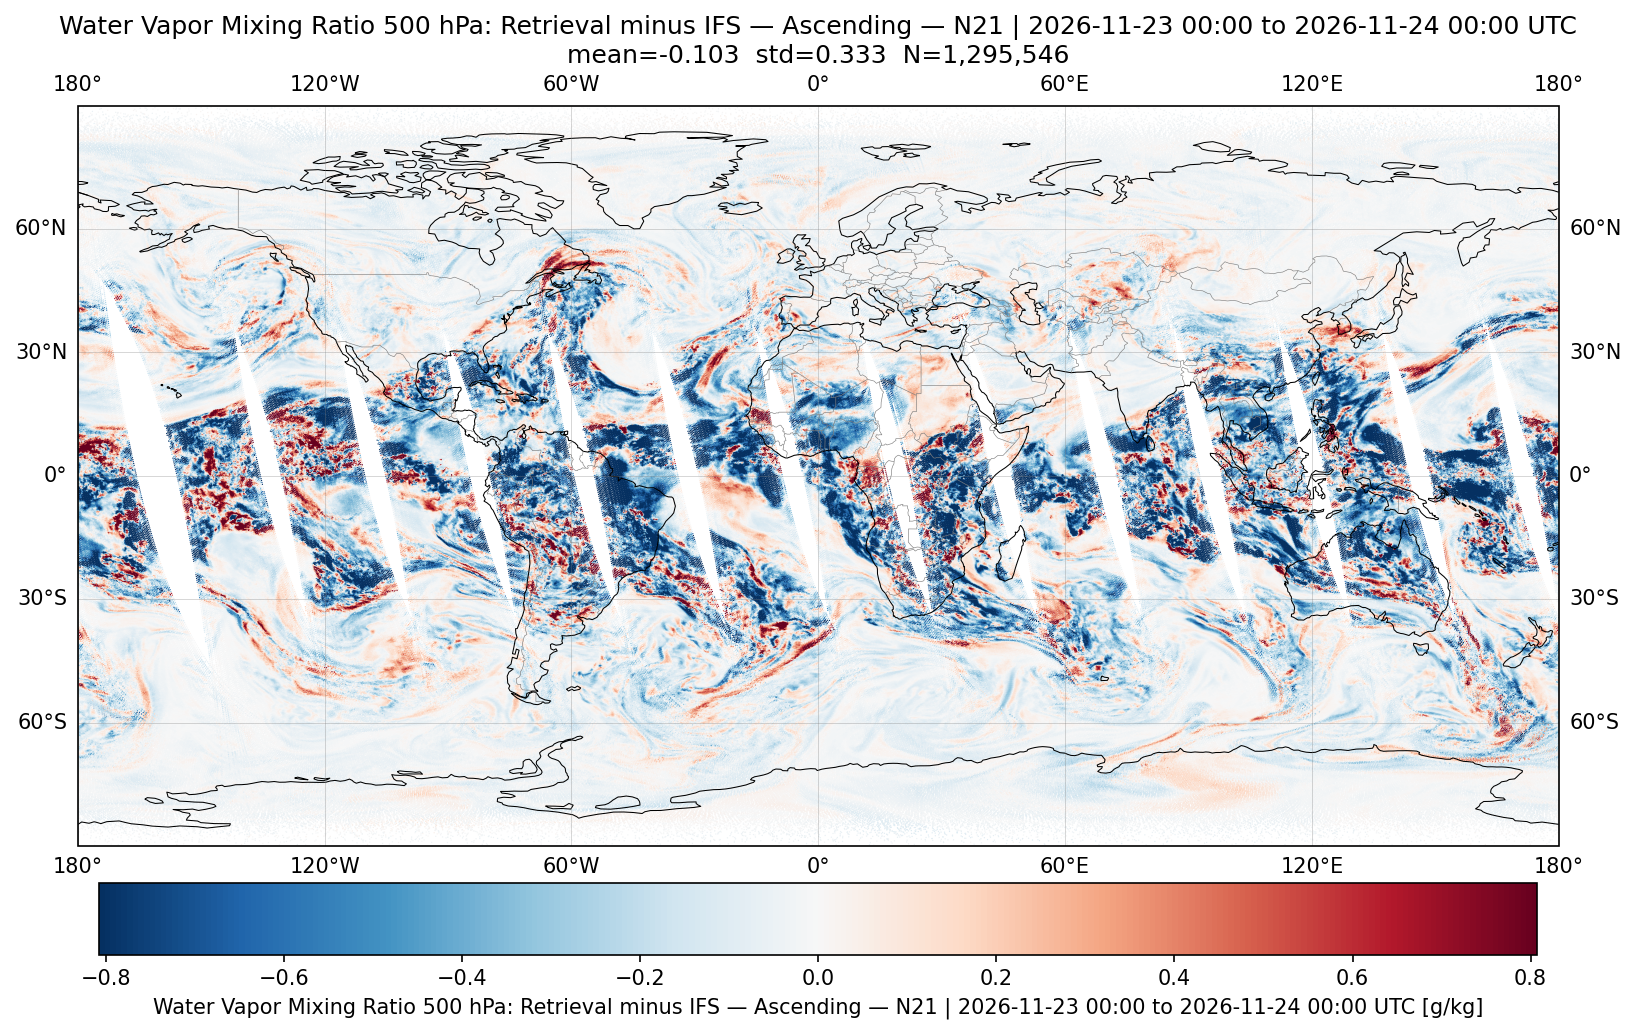 Water Vapor Mixing Ratio 500 hPa: Retrieval minus IFS — Ascending — N21 | 2026-11-23 00:00 to 2026-11-24 00:00 UTC
mean=-0.103  std=0.333  N=1,295,546
180° 120°W 60°W 0° 60°E 120°E 180°
60°N 60°N
30°N 30°N
0° 0°
30°S 30°S
60°S 60°S
180° 120°W 60°W 0° 60°E 120°E 180°
−0.8 −0.6 −0.4 −0.2 0.0 0.2 0.4 0.6 0.8
Water Vapor Mixing Ratio 500 hPa: Retrieval minus IFS — Ascending — N21 | 2026-11-23 00:00 to 2026-11-24 00:00 UTC [g/kg]